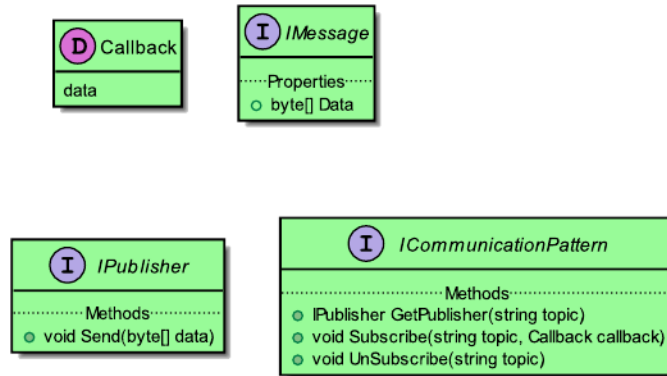 D Callback
data
I IMessage
Properties
byte[] Data
I IPublisher
Methods
void Send(byte[] data)
I ICommunicationPattern
Methods
IPublisher GetPublisher(string topic)
void Subscribe(string topic, Callback callback)
void UnSubscribe(string topic)